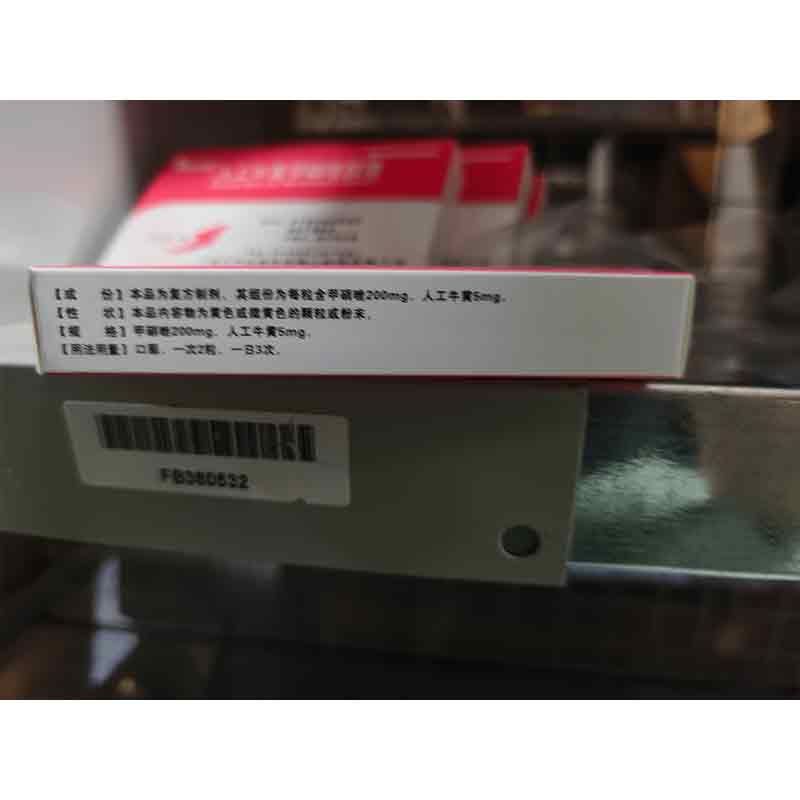 【成 份】本品为复方制剂，其组份为每粒含甲硝唑200mg，人工牛黄5mg。
【性 状】本品内容物为黄色或微黄色的颗粒或粉末。
【规 格】甲硝唑200mg，人工牛黄5mg。
【用法用量】口服，一次2粒，一日3次。
FB380532